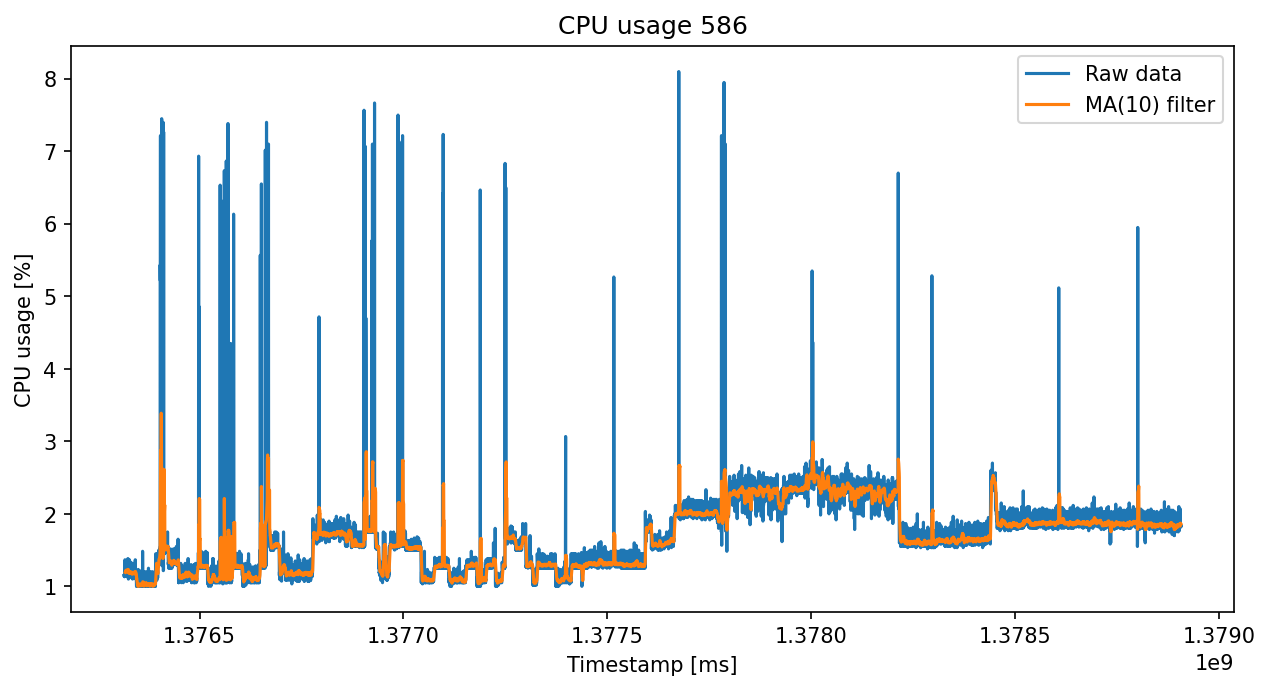 CPU usage 586
Raw data
MA(10) filter
CPU usage [%]
8
7
6
5
4
3
2
1
1.3765
1.3770
1.3775
1.3780
1.3785
1.3790
1e9
Timestamp [ms]